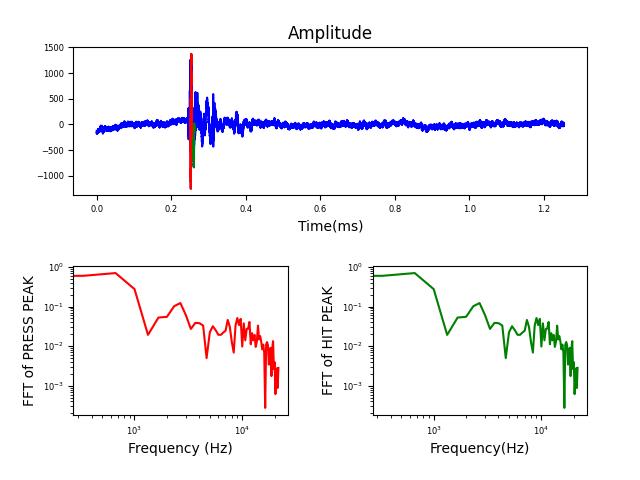 Amplitude
1500
1000
500
0
−500
−1000
0.0 0.2 0.4 0.6 0.8 1.0 1.2
Time(ms)
FFT of PRESS PEAK
10⁰
10⁻¹
10⁻²
10⁻³
10³ 10⁴
Frequency (Hz)
FFT of HIT PEAK
10⁰
10⁻¹
10⁻²
10⁻³
10³ 10⁴
Frequency(Hz)